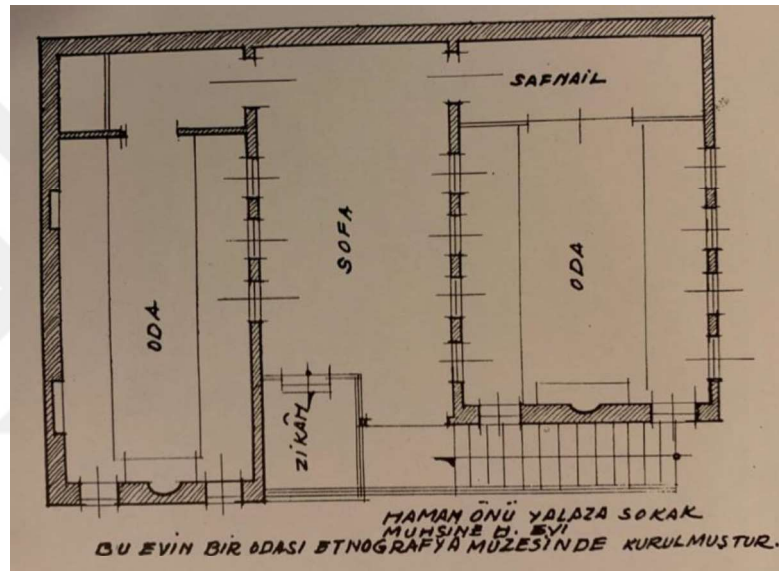 SAFNAİL
SOFA
ODA
ODA
ZİKÂM
HAMAM ÖNÜ YALAZA SOKAK
MUHSİNE H. EVİ
BU EVİN BİR ODASI ETNOGRAFYA MÜZESİNDE KURULMUŞTUR.